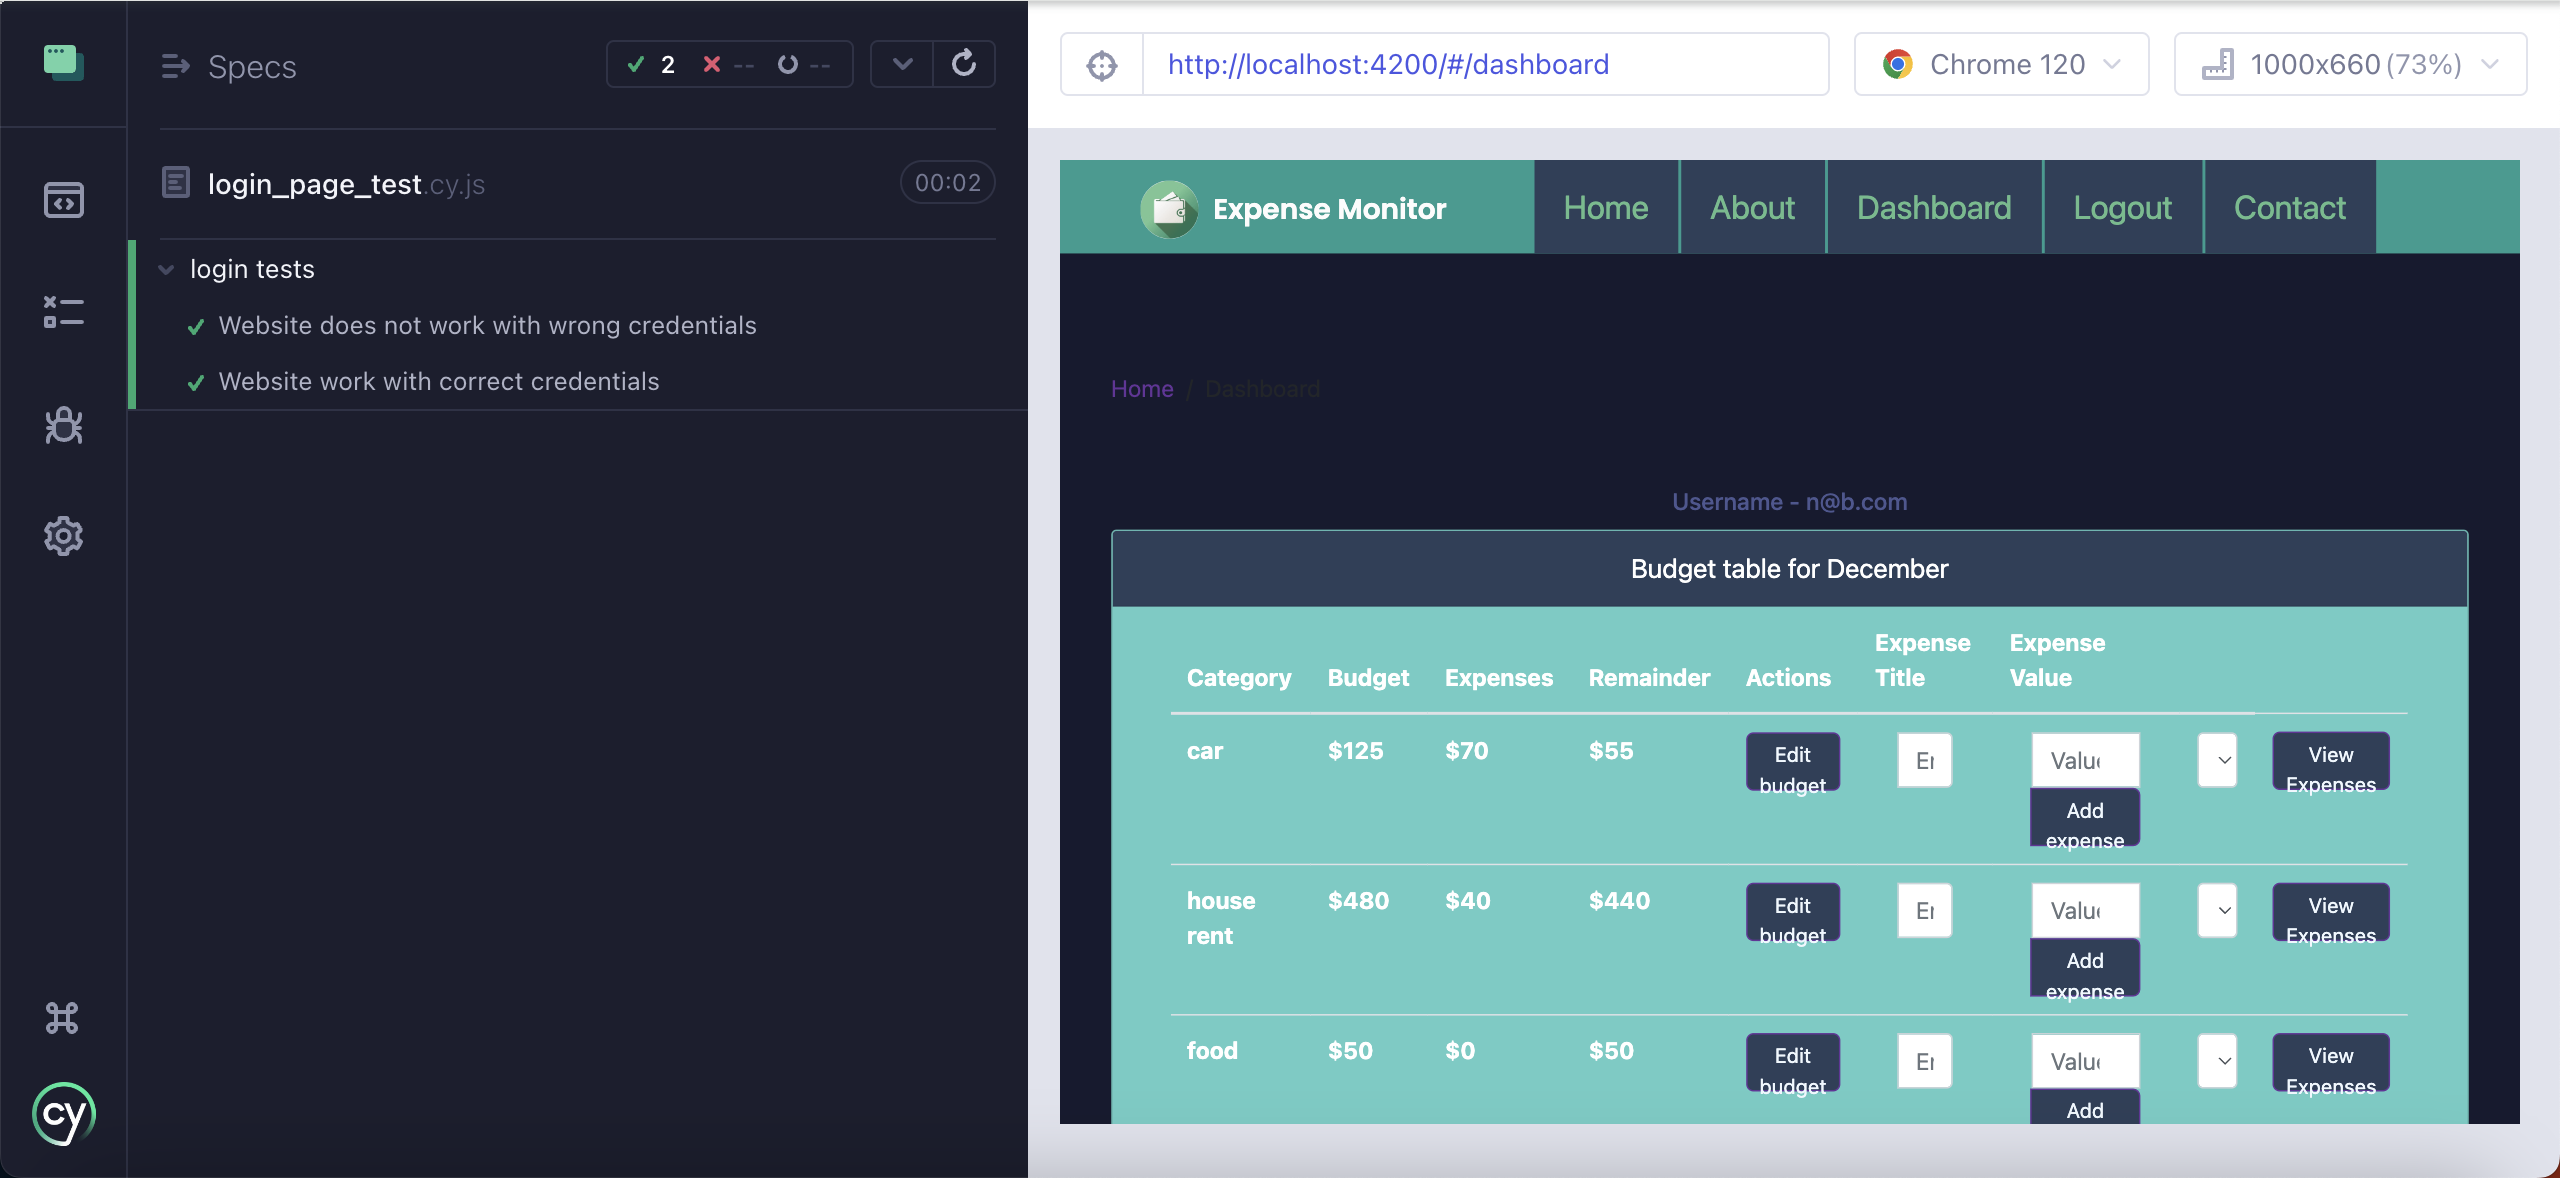 Specs
2 -- --
login_page_test.cy.js 00:02
login tests
Website does not work with wrong credentials
Website work with correct credentials
cy
http://localhost:4200/#/dashboard
Chrome 120
1000x660 (73%)
Expense Monitor
Home About Dashboard Logout Contact
Home / Dashboard
Username - n@b.com
Budget table for December
Category Budget Expenses Remainder Actions Expense Title Expense Value
car $125 $70 $55
Edit budget
Er
Valu
Add expense
View Expenses
house rent $480 $40 $440
Edit budget
Er
Valu
Add expense
View Expenses
food $50 $0 $50
Edit budget
Er
Valu
Add
View Expenses